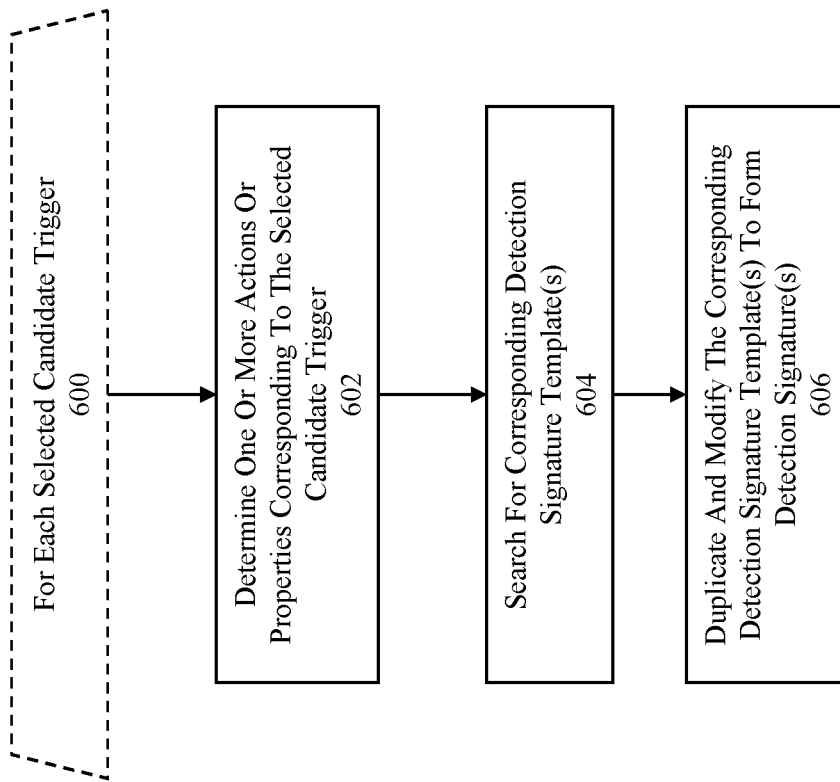 For Each Selected Candidate Trigger
600
Determine One Or More Actions Or
Properties Corresponding To The Selected
Candidate Trigger
602
Search For Corresponding Detection
Signature Template(s)
604
Duplicate And Modify The Corresponding
Detection Signature Template(s) To Form
Detection Signature(s)
606